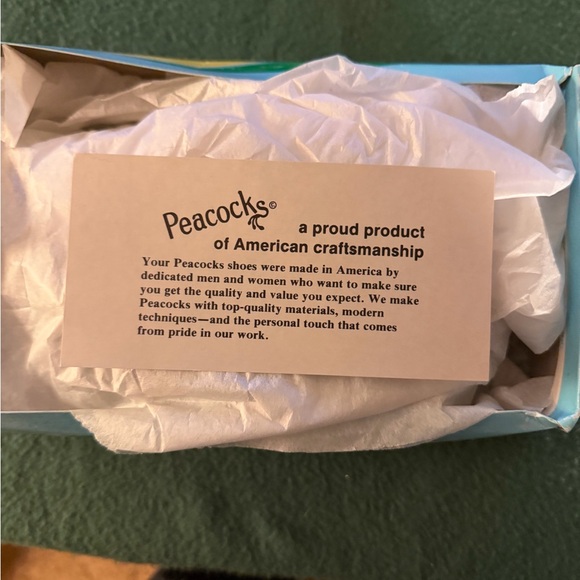 Peacocks©
a proud product
of American craftsmanship
Your Peacocks shoes were made in America by
dedicated men and women who want to make sure
you get the quality and value you expect. We make
Peacocks with top-quality materials, modern
techniques—and the personal touch that comes
from pride in our work.